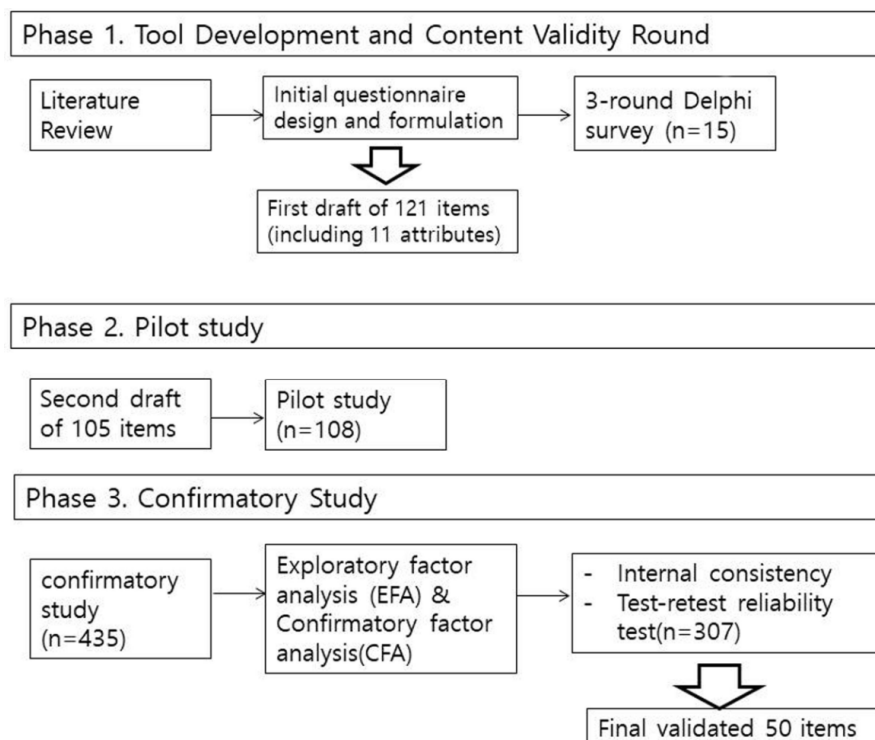 Phase 1. Tool Development and Content Validity Round
Literature
Review
Initial questionnaire
design and formulation
3-round Delphi
survey (n=15)
First draft of 121 items
(including 11 attributes)
Phase 2. Pilot study
Second draft
of 105 items
Pilot study
(n=108)
Phase 3. Confirmatory Study
confirmatory
study
(n=435)
Exploratory factor
analysis (EFA) &
Confirmatory factor
analysis(CFA)
- Internal consistency
- Test-retest reliability
test(n=307)
Final validated 50 items